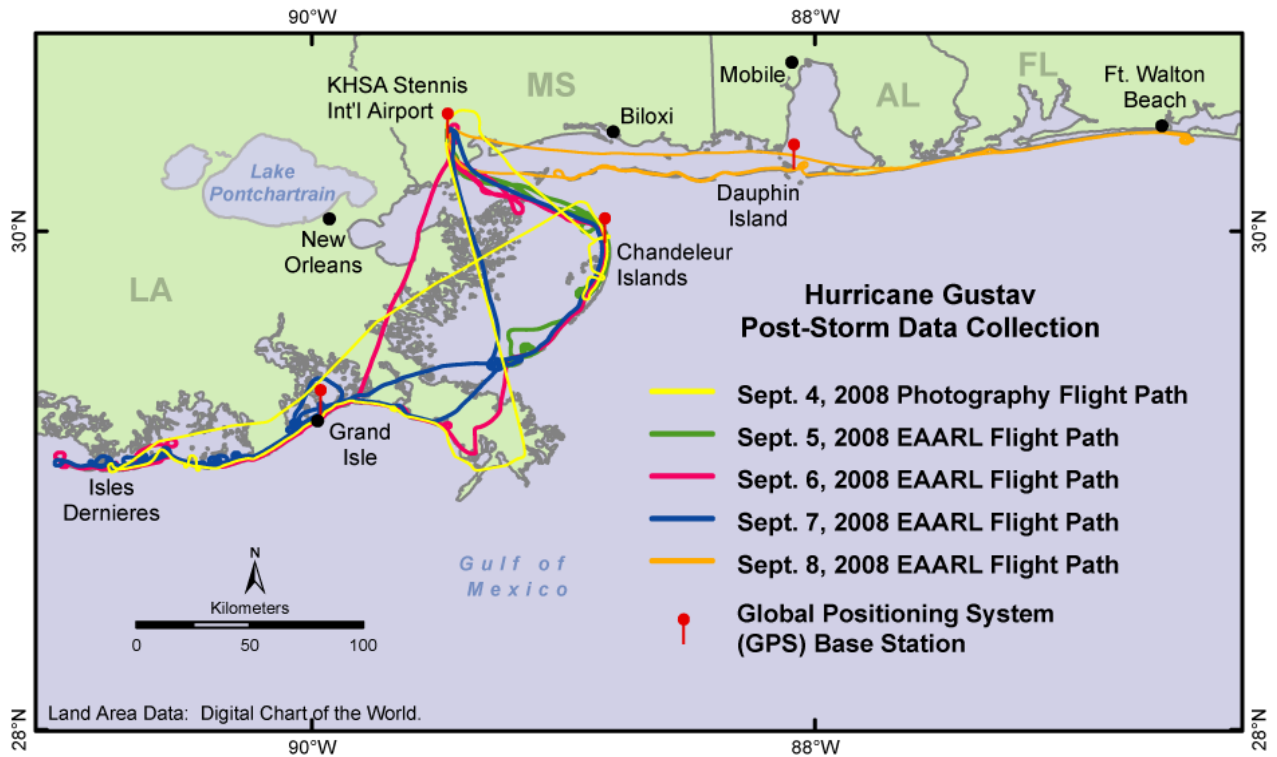 90°W
88°W
KHSA Stennis
Int'l Airport
MS
Mobile
AL
FL
Ft. Walton
Beach
Biloxi
Lake
Pontchartrain
Dauphin
Island
30°N
30°N
New
Orleans
Chandeleur
Islands
LA
Hurricane Gustav
Post-Storm Data Collection
Sept. 4, 2008 Photography Flight Path
Sept. 5, 2008 EAARL Flight Path
Sept. 6, 2008 EAARL Flight Path
Sept. 7, 2008 EAARL Flight Path
Sept. 8, 2008 EAARL Flight Path
Global Positioning System
(GPS) Base Station
Grand
Isle
Isles
Dernieres
Gulf of
Mexico
N
Kilometers
0 50 100
Land Area Data: Digital Chart of the World.
28°N
28°N
90°W
88°W